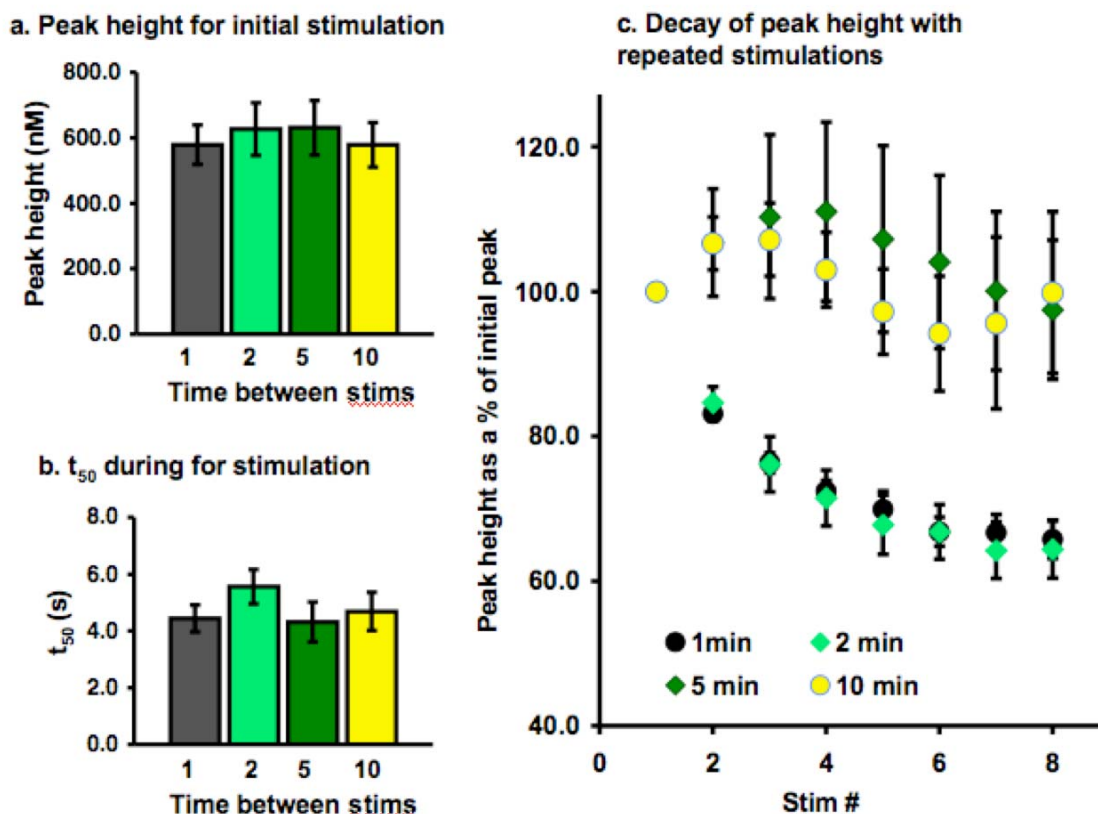 a. Peak height for initial stimulation
800.0
600.0
400.0
200.0
0.0
Peak height (nM)
1 2 5 10
Time between stims
b. t50 during for stimulation
8.0
6.0
4.0
2.0
0.0
t50 (s)
1 2 5 10
Time between stims
c. Decay of peak height with
repeated stimulations
120.0
100.0
80.0
60.0
40.0
Peak height as a % of initial peak
1min 2 min
5 min 10 min
0 2 4 6 8
Stim #